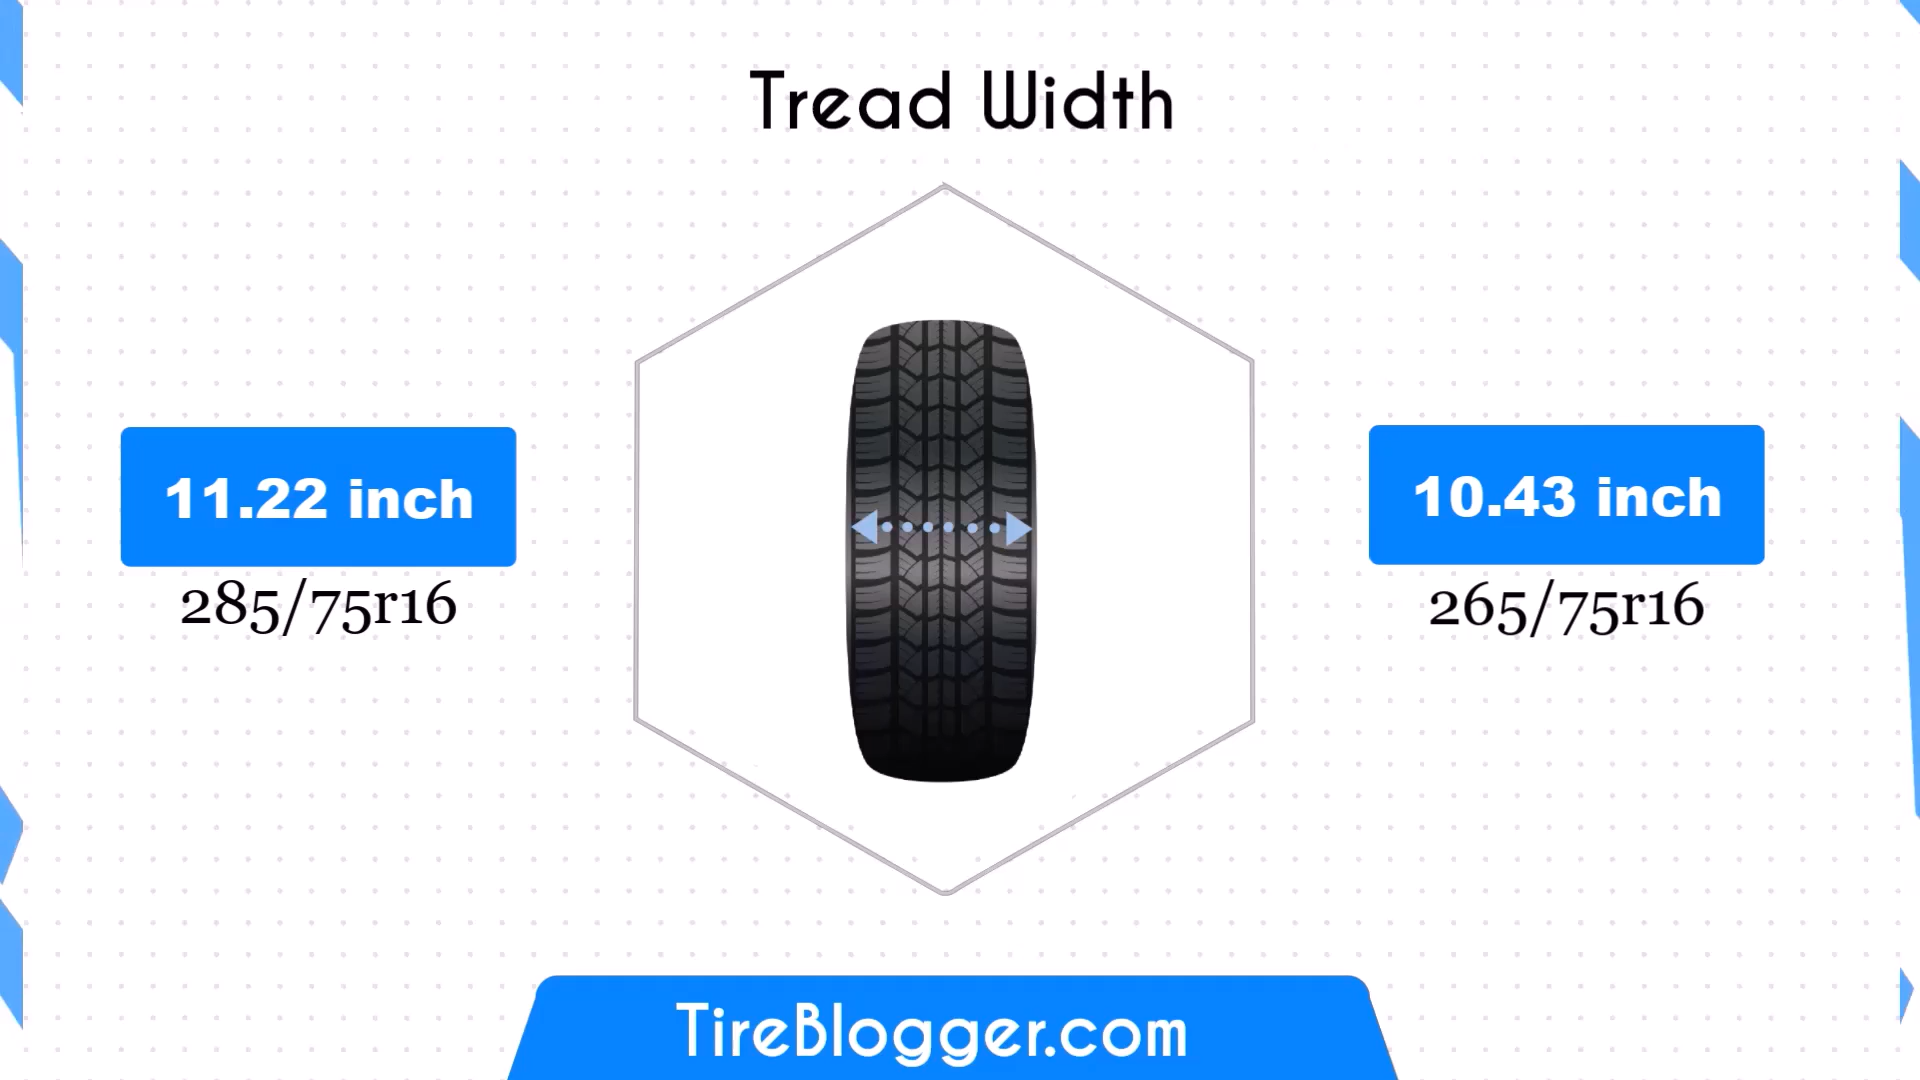 Tread Width
11.22 inch
285/75r16
10.43 inch
265/75r16
TireBlogger.com